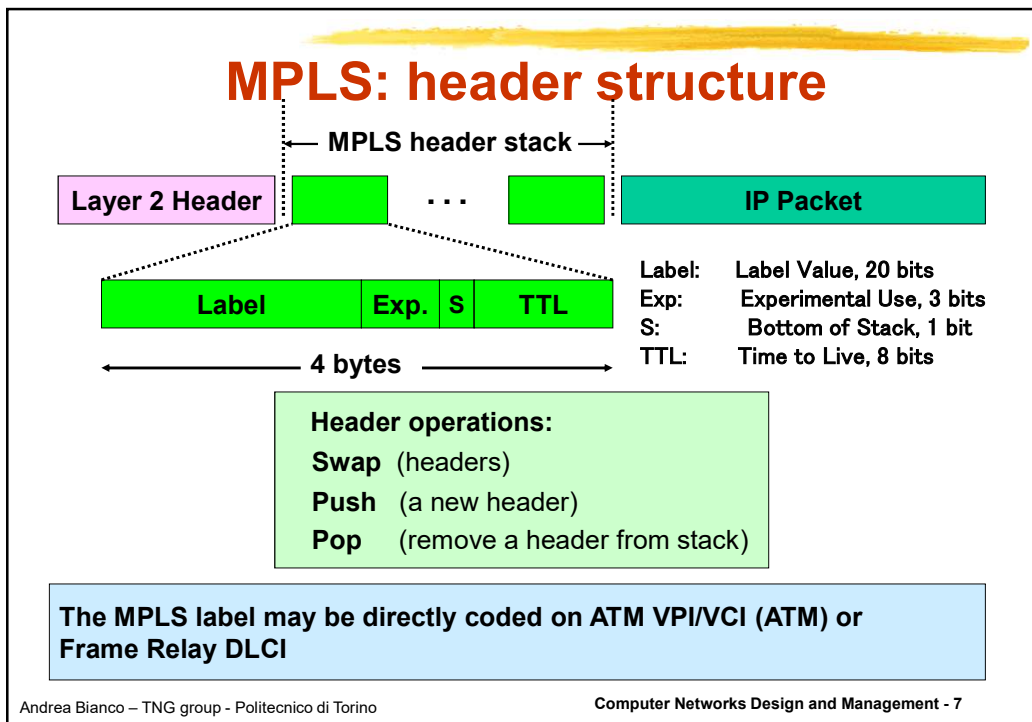 MPLS: header structure
MPLS header stack
Layer 2 Header
...
IP Packet
Label
Exp.
S
TTL
4 bytes
Label: Label Value, 20 bits
Exp: Experimental Use, 3 bits
S: Bottom of Stack, 1 bit
TTL: Time to Live, 8 bits
Header operations:
Swap (headers)
Push (a new header)
Pop (remove a header from stack)
The MPLS label may be directly coded on ATM VPI/VCI (ATM) or
Frame Relay DLCI
Andrea Bianco – TNG group - Politecnico di Torino
Computer Networks Design and Management - 7